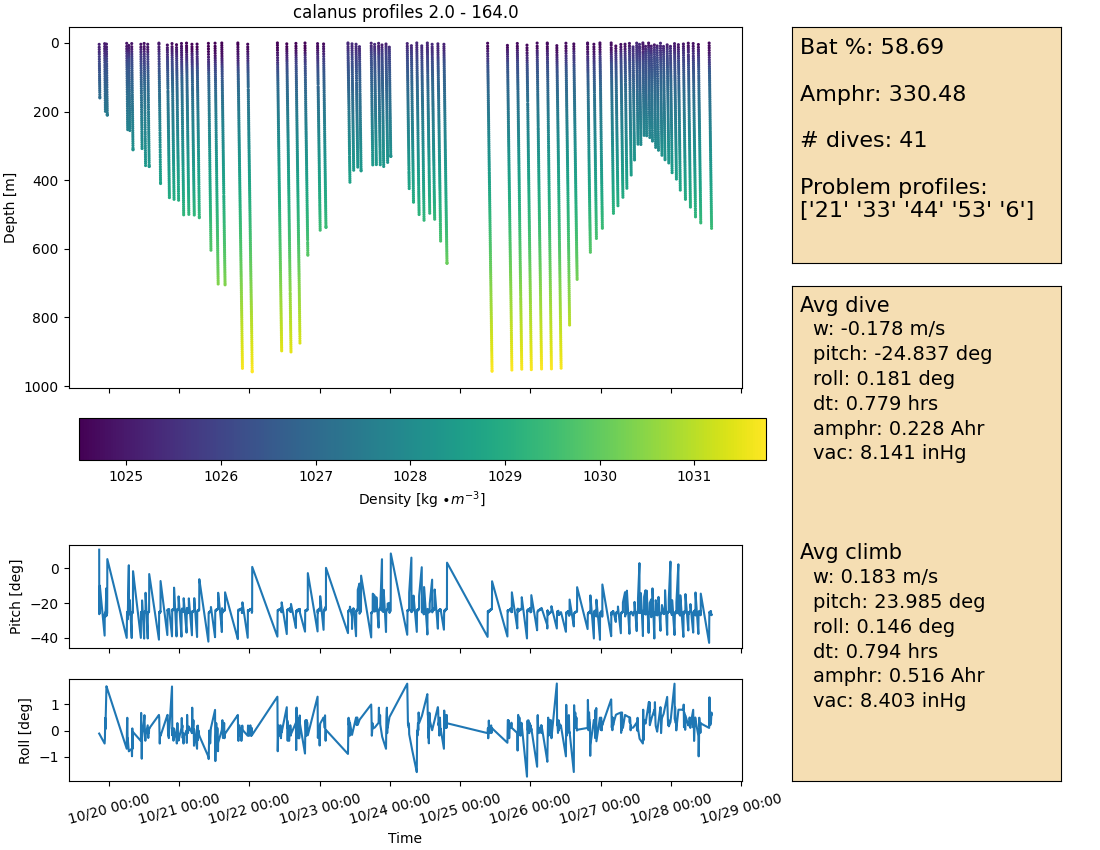 calanus profiles 2.0 - 164.0
Depth [m]
0
200
400
600
800
1000
1025 1026 1027 1028 1029 1030 1031
Density [kg •m⁻³]
Pitch [deg]
0
−20
−40
Roll [deg]
1
0
−1
10/20 00:00 10/21 00:00 10/22 00:00 10/23 00:00 10/24 00:00 10/25 00:00 10/26 00:00 10/27 00:00 10/28 00:00 10/29 00:00
Time
Bat %: 58.69
Amphr: 330.48
# dives: 41
Problem profiles:
['21' '33' '44' '53' '6']
Avg dive
w: -0.178 m/s
pitch: -24.837 deg
roll: 0.181 deg
dt: 0.779 hrs
amphr: 0.228 Ahr
vac: 8.141 inHg
Avg climb
w: 0.183 m/s
pitch: 23.985 deg
roll: 0.146 deg
dt: 0.794 hrs
amphr: 0.516 Ahr
vac: 8.403 inHg